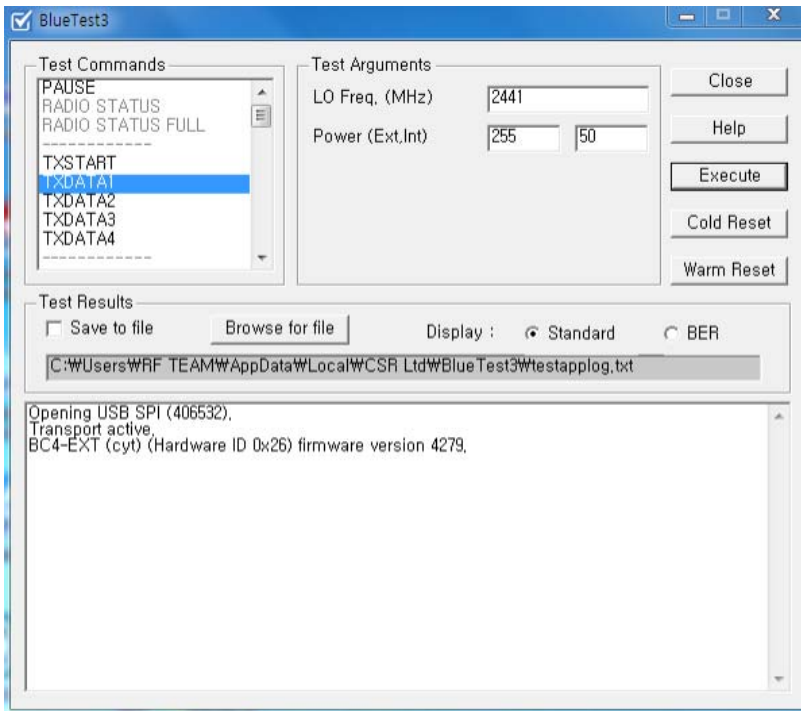 BlueTest3
Test Commands
PAUSE
RADIO STATUS
RADIO STATUS FULL
------------
TXSTART
TXDATA1
TXDATA2
TXDATA3
TXDATA4
------------
Test Arguments
LO Freq, (MHz) 2441
Power (Ext,Int) 255 50
Close
Help
Execute
Cold Reset
Warm Reset
Test Results
Save to file
Browse for file
Display : Standard BER
C:₩Users₩RF TEAM₩AppData₩Local₩CSR Ltd₩BlueTest3₩testapplog,txt
Opening USB SPI (406532),
Transport active,
BC4-EXT (cyt) (Hardware ID 0x26) firmware version 4279,